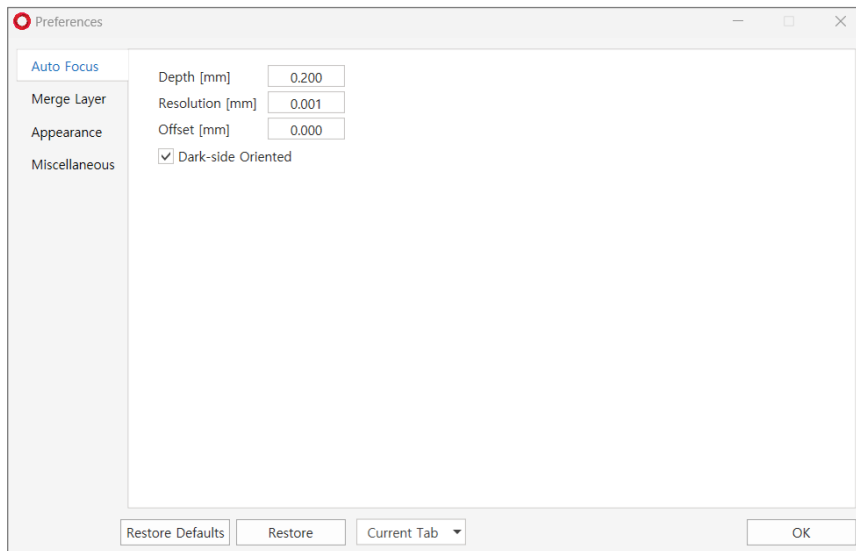 Preferences
Auto Focus
Merge Layer
Appearance
Miscellaneous
Depth [mm] 0.200
Resolution [mm] 0.001
Offset [mm] 0.000
Dark-side Oriented
Restore Defaults Restore Current Tab OK